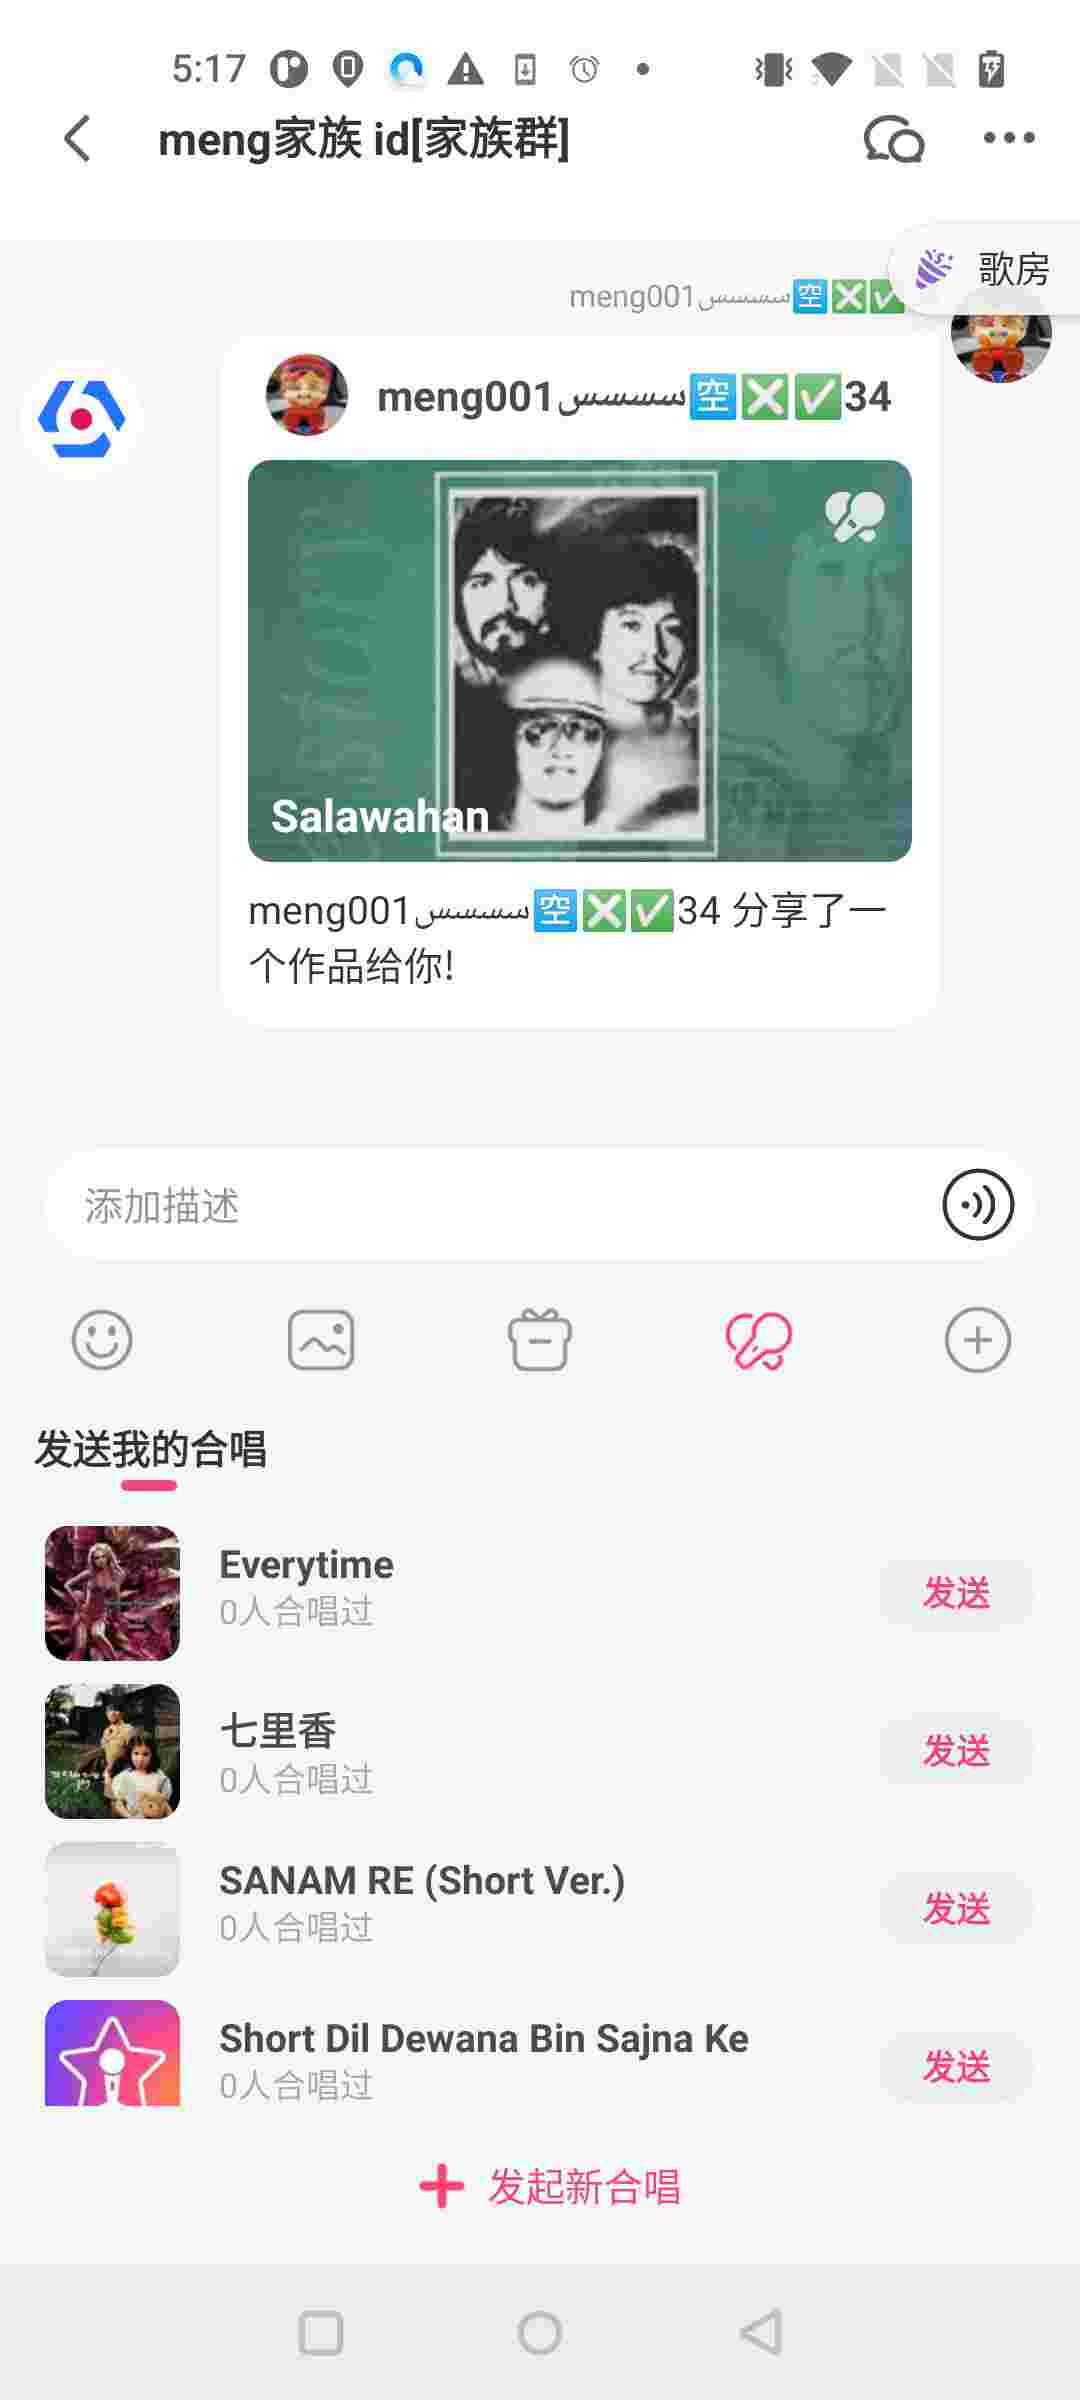 5:17
meng家族 id[家族群]
歌房
meng001سسسس🈳❎✅
meng001سسسس🈳❎✅34
Salawahan
meng001سسسس🈳❎✅34 分享了一
个作品给你!
添加描述
发送我的合唱
Everytime
0人合唱过
发送
七里香
0人合唱过
发送
SANAM RE (Short Ver.)
0人合唱过
发送
Short Dil Dewana Bin Sajna Ke
0人合唱过
发送
发起新合唱